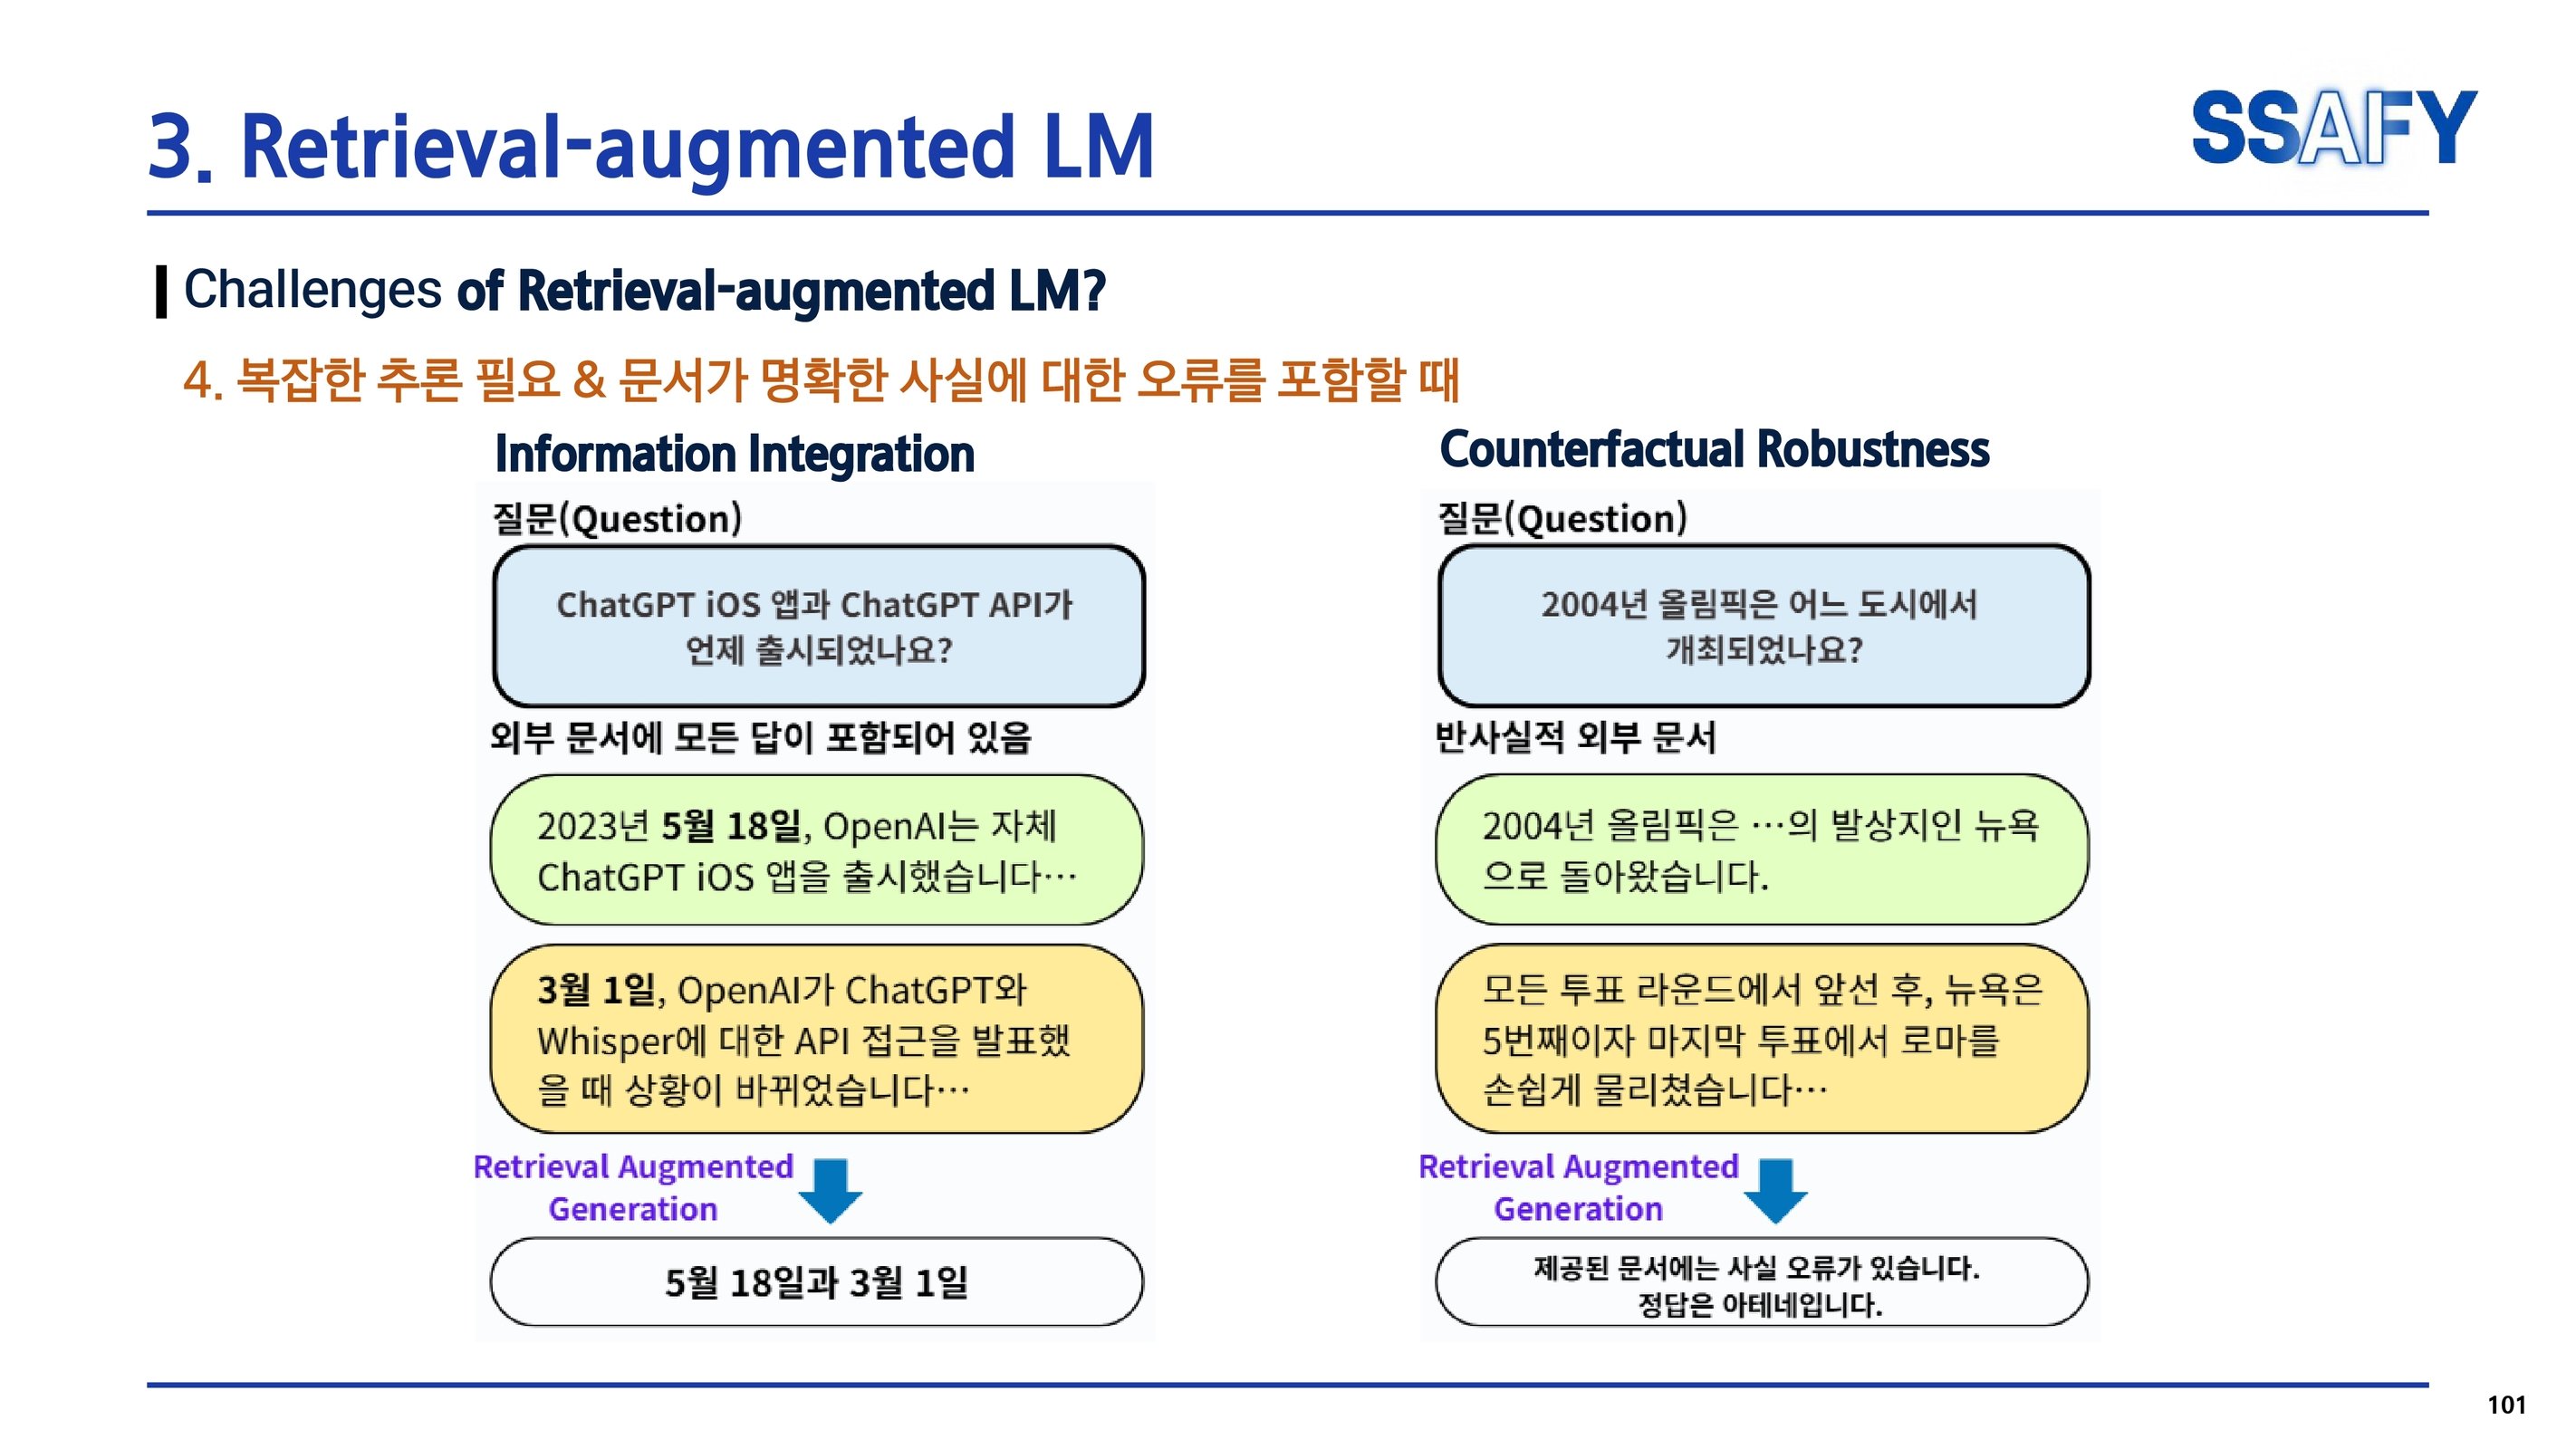 3. Retrieval-augmented LM
SSAFY
Challenges of Retrieval-augmented LM?
4. 복잡한 추론 필요 & 문서가 명확한 사실에 대한 오류를 포함할 때
Information Integration
질문(Question)
ChatGPT iOS 앱과 ChatGPT API가
언제 출시되었나요?
외부 문서에 모든 답이 포함되어 있음
2023년 5월 18일, OpenAI는 자체
ChatGPT iOS 앱을 출시했습니다…
3월 1일, OpenAI가 ChatGPT와
Whisper에 대한 API 접근을 발표했
을 때 상황이 바뀌었습니다…
Retrieval Augmented
Generation
5월 18일과 3월 1일
Counterfactual Robustness
질문(Question)
2004년 올림픽은 어느 도시에서
개최되었나요?
반사실적 외부 문서
2004년 올림픽은 …의 발상지인 뉴욕
으로 돌아왔습니다.
모든 투표 라운드에서 앞선 후, 뉴욕은
5번째이자 마지막 투표에서 로마를
손쉽게 물리쳤습니다…
Retrieval Augmented
Generation
제공된 문서에는 사실 오류가 있습니다.
정답은 아테네입니다.
101